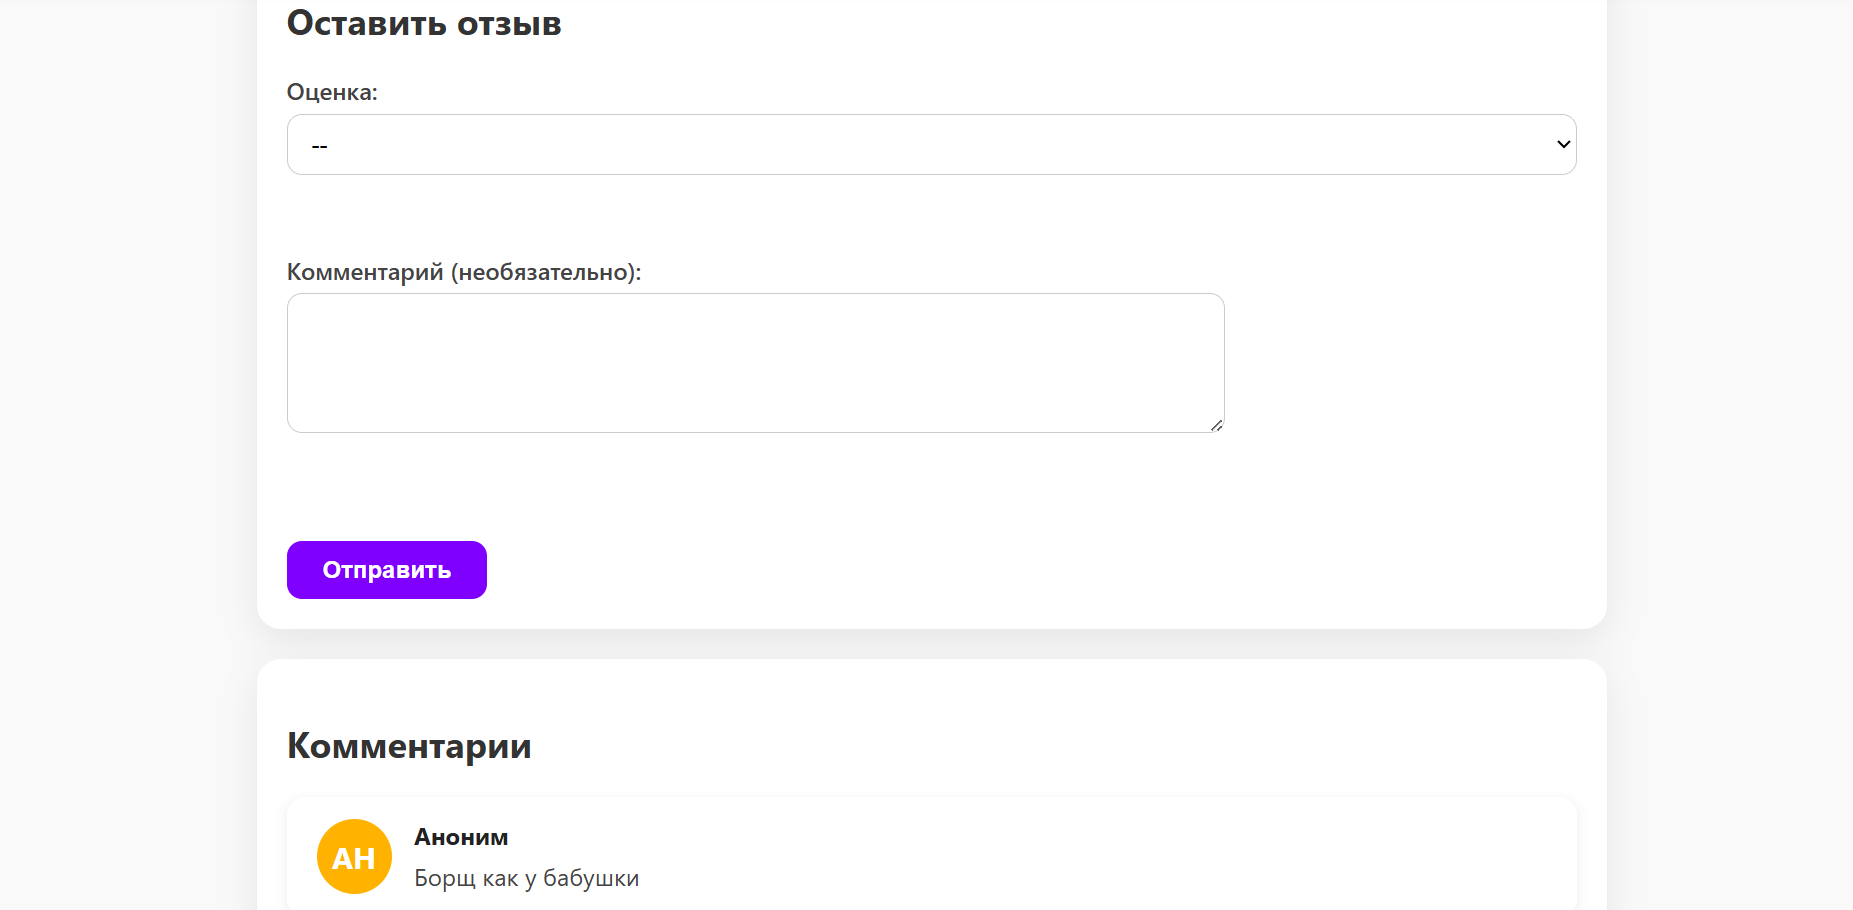 Оставить отзыв
Оценка:
--
Комментарий (необязательно):
Отправить
Комментарии
АН
Аноним
Борщ как у бабушки